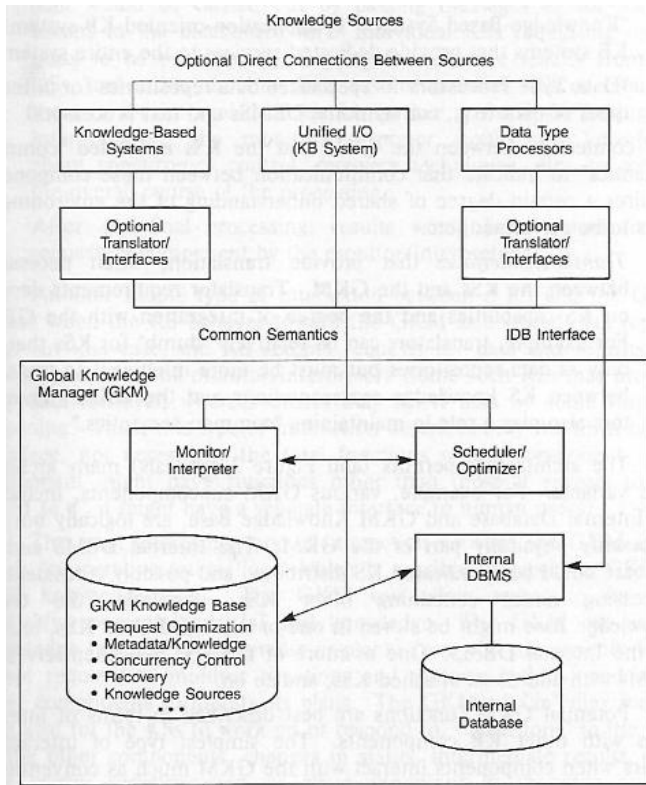 Knowledge Sources
Optional Direct Connections Between Sources
Knowledge-Based
Systems
Unified I/O
(KB System)
Data Type
Processors
Optional
Translator/
Interfaces
Optional
Translator/
Interfaces
Common Semantics
IDB Interface
Global Knowledge
Manager (GKM)
Monitor/
Interpreter
Scheduler/
Optimizer
Internal
DBMS
GKM Knowledge Base
• Request Optimization
• Metadata/Knowledge
• Concurrency Control
• Recovery
• Knowledge Sources
• • •
Internal
Database